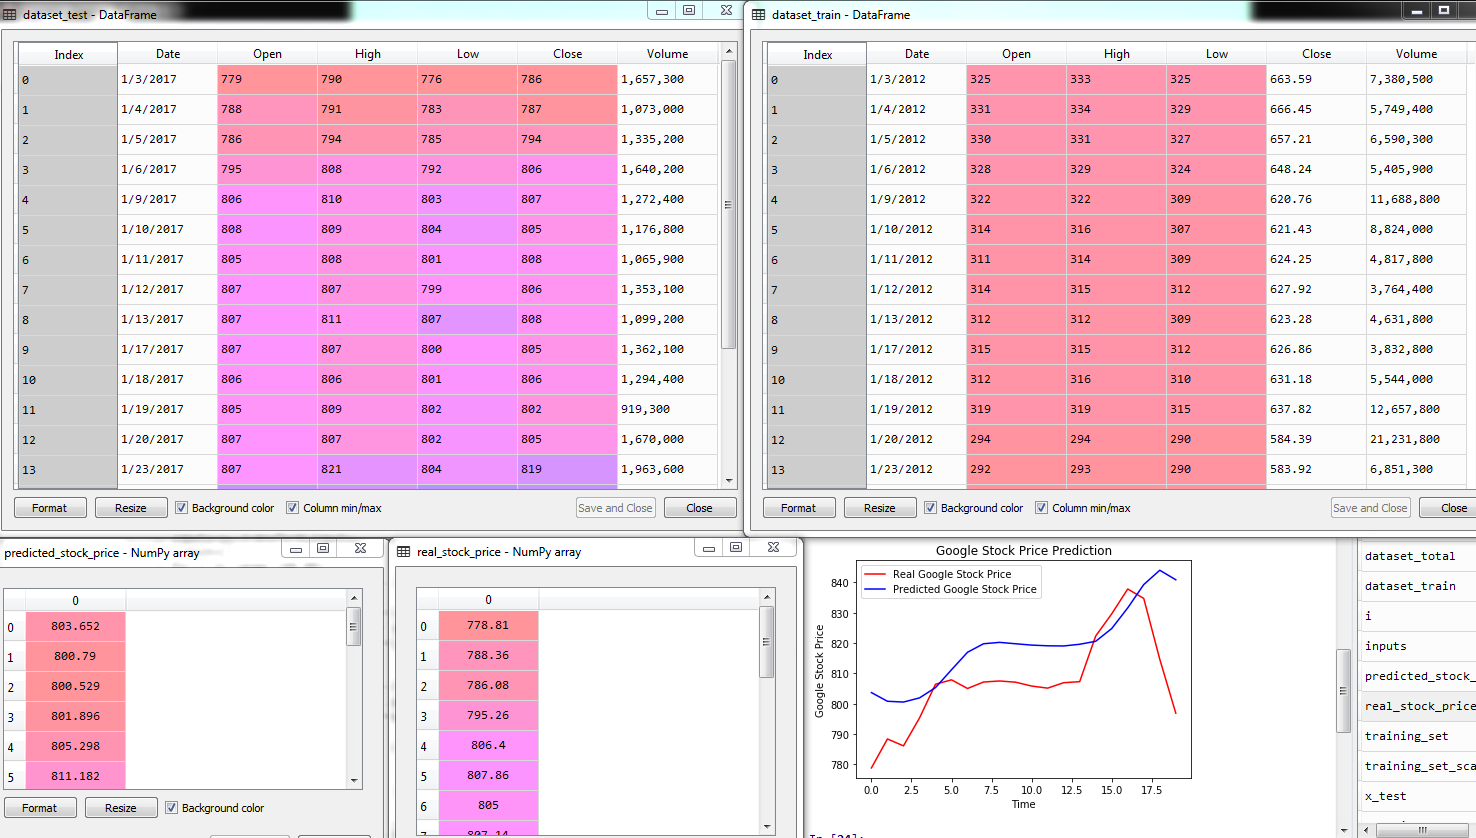 dataset_test - DataFrame
Index Date Open High Low Close Volume
0 1/3/2017 779 790 776 786 1,657,300
1 1/4/2017 788 791 783 787 1,073,000
2 1/5/2017 786 794 785 794 1,335,200
3 1/6/2017 795 808 792 806 1,640,200
4 1/9/2017 806 810 803 807 1,272,400
5 1/10/2017 808 809 804 805 1,176,800
6 1/11/2017 805 808 801 808 1,065,900
7 1/12/2017 807 807 799 806 1,353,100
8 1/13/2017 807 811 807 808 1,099,200
9 1/17/2017 807 807 800 805 1,362,100
10 1/18/2017 806 806 801 806 1,294,400
11 1/19/2017 805 809 802 802 919,300
12 1/20/2017 807 807 802 805 1,670,000
13 1/23/2017 807 821 804 819 1,963,600
Format Resize Background color Column min/max Save and Close Close
dataset_train - DataFrame
Index Date Open High Low Close Volume
0 1/3/2012 325 333 325 663.59 7,380,500
1 1/4/2012 331 334 329 666.45 5,749,400
2 1/5/2012 330 331 327 657.21 6,590,300
3 1/6/2012 328 329 324 648.24 5,405,900
4 1/9/2012 322 322 309 620.76 11,688,800
5 1/10/2012 314 316 307 621.43 8,824,000
6 1/11/2012 311 314 309 624.25 4,817,800
7 1/12/2012 314 315 312 627.92 3,764,400
8 1/13/2012 312 312 309 623.28 4,631,800
9 1/17/2012 315 315 312 626.86 3,832,800
10 1/18/2012 312 316 310 631.18 5,544,000
11 1/19/2012 319 319 315 637.82 12,657,800
12 1/20/2012 294 294 290 584.39 21,231,800
13 1/23/2012 292 293 290 583.92 6,851,300
Format Resize Background color Column min/max Save and Close Close
predicted_stock_price - NumPy array
0
0 803.652
1 800.79
2 800.529
3 801.896
4 805.298
5 811.182
Format Resize Background color
real_stock_price - NumPy array
0
0 778.81
1 788.36
2 786.08
3 795.26
4 806.4
5 807.86
6 805
7 807.14
Google Stock Price Prediction
Real Google Stock Price
Predicted Google Stock Price
Google Stock Price
840
830
820
810
800
790
780
0.0 2.5 5.0 7.5 10.0 12.5 15.0 17.5
Time
In [24]:
dataset_total
dataset_train
i
inputs
predicted_stock_
real_stock_price
training_set
training_set_sca
x_test